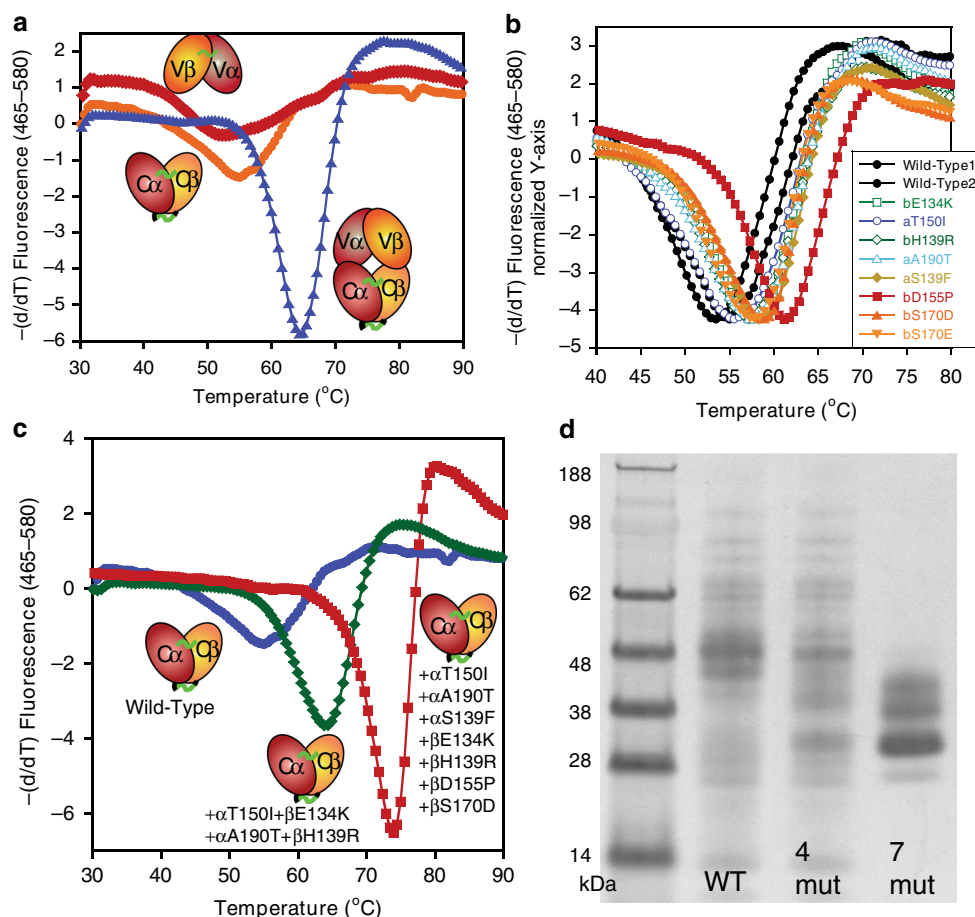 a
−(d/dT) Fluorescence (465–580)
2
1
0
−1
−2
−3
−4
−5
−6
30 40 50 60 70 80 90
Temperature (°C)
Vβ Vα
Cα Cβ
Vα Vβ
Cα Cβ
b
−(d/dT) Fluorescence (465–580)
normalized Y-axis
3
2
1
0
−1
−2
−3
−4
−5
40 45 50 55 60 65 70 75 80
Temperature (°C)
Wild-Type1
Wild-Type2
bE134K
aT150I
bH139R
aA190T
aS139F
bD155P
bS170D
bS170E
c
−(d/dT) Fluorescence (465–580)
4
2
0
−2
−4
−6
30 40 50 60 70 80 90
Temperature (°C)
Cα Cβ
Wild-Type
Cα Cβ
+αT150I+βE134K
+αA190T+βH139R
Cα Cβ
+αT150I
+αA190T
+αS139F
+βE134K
+βH139R
+βD155P
+βS170D
d
188
98
62
48
38
28
14
kDa
WT
4
mut
7
mut